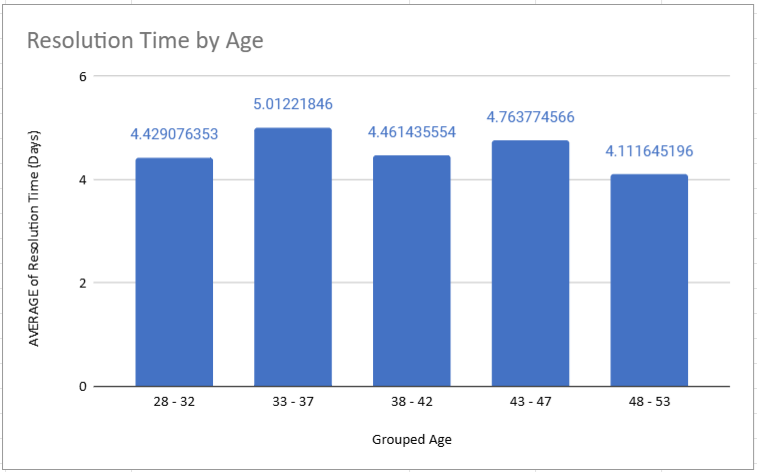 Resolution Time by Age
AVERAGE of Resolution Time (Days)
6
4
2
0
4.429076353
5.01221846
4.461435554
4.763774566
4.111645196
28 - 32
33 - 37
38 - 42
43 - 47
48 - 53
Grouped Age